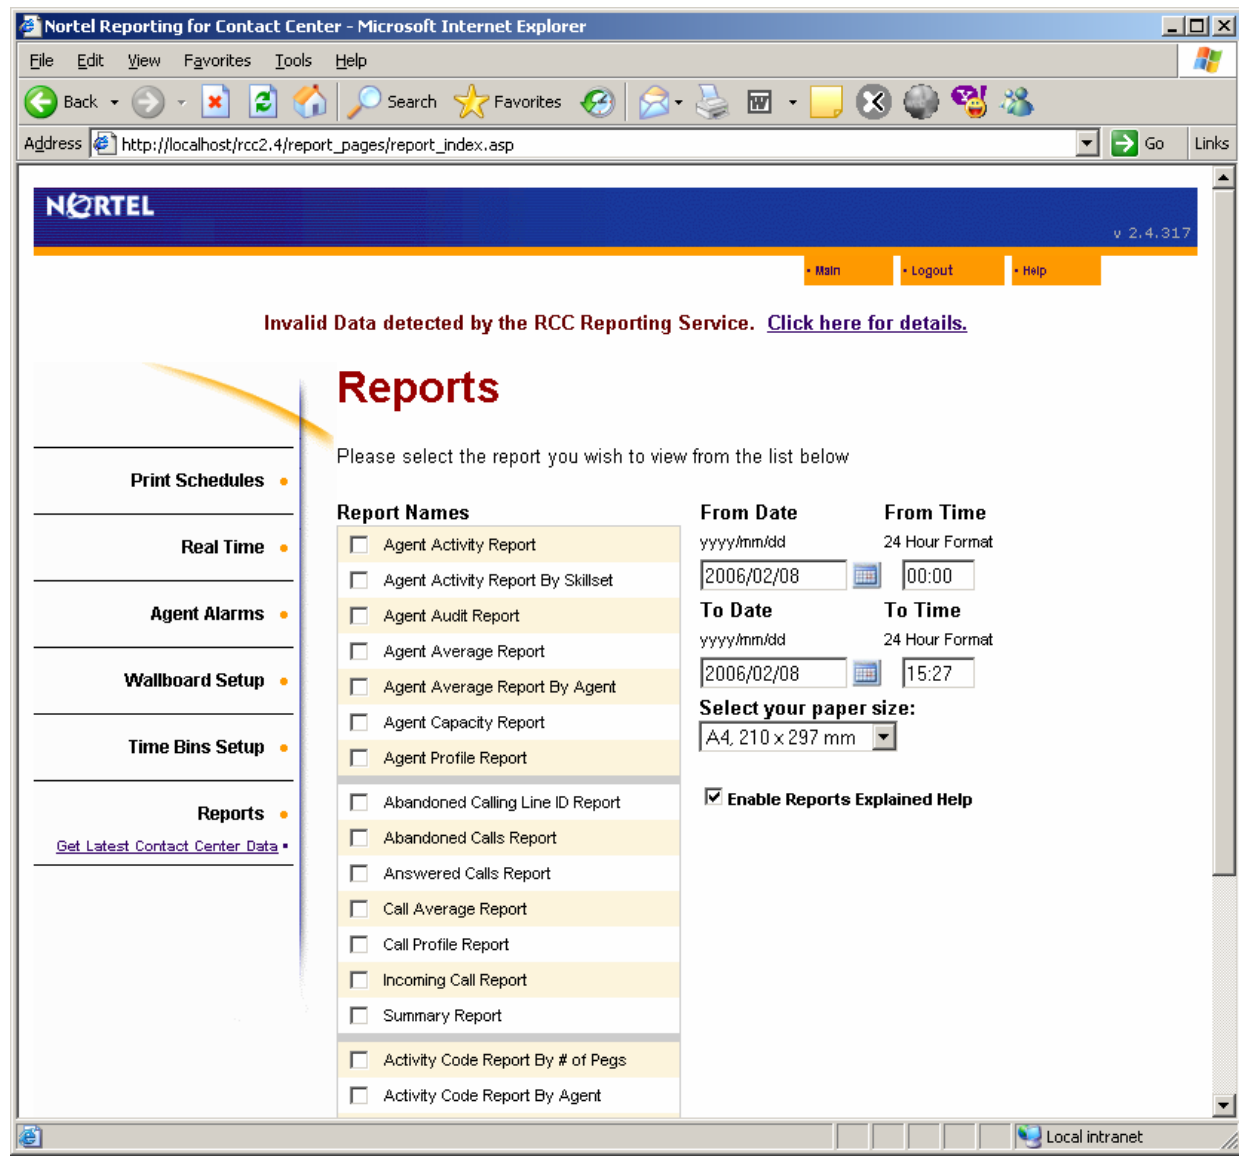 Nortel Reporting for Contact Center - Microsoft Internet Explorer
File Edit View Favorites Tools Help
Back Search Favorites
Address http://localhost/rcc2.4/report_pages/report_index.asp Go Links
NORTEL
v 2.4.317
• Main • Logout • Help
Invalid Data detected by the RCC Reporting Service. Click here for details.
Reports
Please select the report you wish to view from the list below
Print Schedules
Real Time
Agent Alarms
Wallboard Setup
Time Bins Setup
Reports
Get Latest Contact Center Data
Report Names
Agent Activity Report
Agent Activity Report By Skillset
Agent Audit Report
Agent Average Report
Agent Average Report By Agent
Agent Capacity Report
Agent Profile Report
Abandoned Calling Line ID Report
Abandoned Calls Report
Answered Calls Report
Call Average Report
Call Profile Report
Incoming Call Report
Summary Report
Activity Code Report By # of Pegs
Activity Code Report By Agent
From Date From Time
yyyy/mm/dd 24 Hour Format
2006/02/08 00:00
To Date To Time
yyyy/mm/dd 24 Hour Format
2006/02/08 15:27
Select your paper size:
A4, 210 x 297 mm
Enable Reports Explained Help
Local intranet